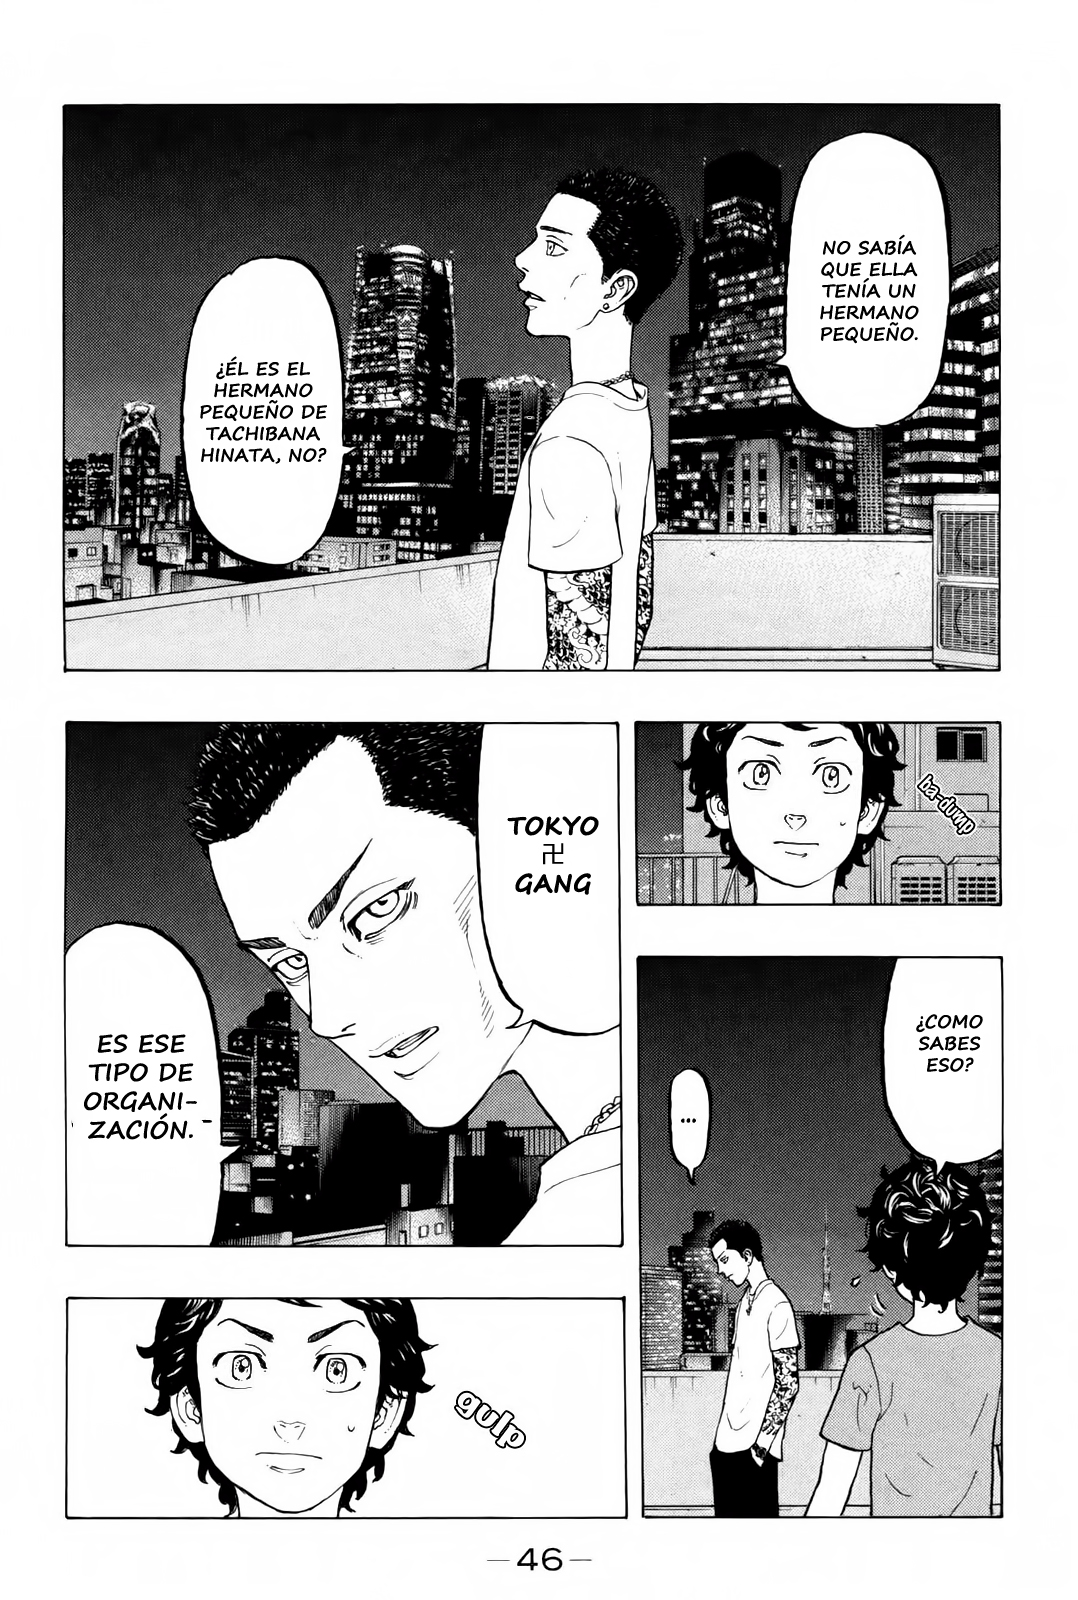 NO SABÍA
QUE ELLA
TENÍA UN
HERMANO
PEQUEÑO.
¿ÉL ES EL
HERMANO
PEQUEÑO DE
TACHIBANA
HINATA, NO?
ba-dump
¿COMO
SABES
ESO?
...
TOKYO
卍
GANG
ES ESE
TIPO DE
ORGANI-
ZACIÓN.
gulp
—46—